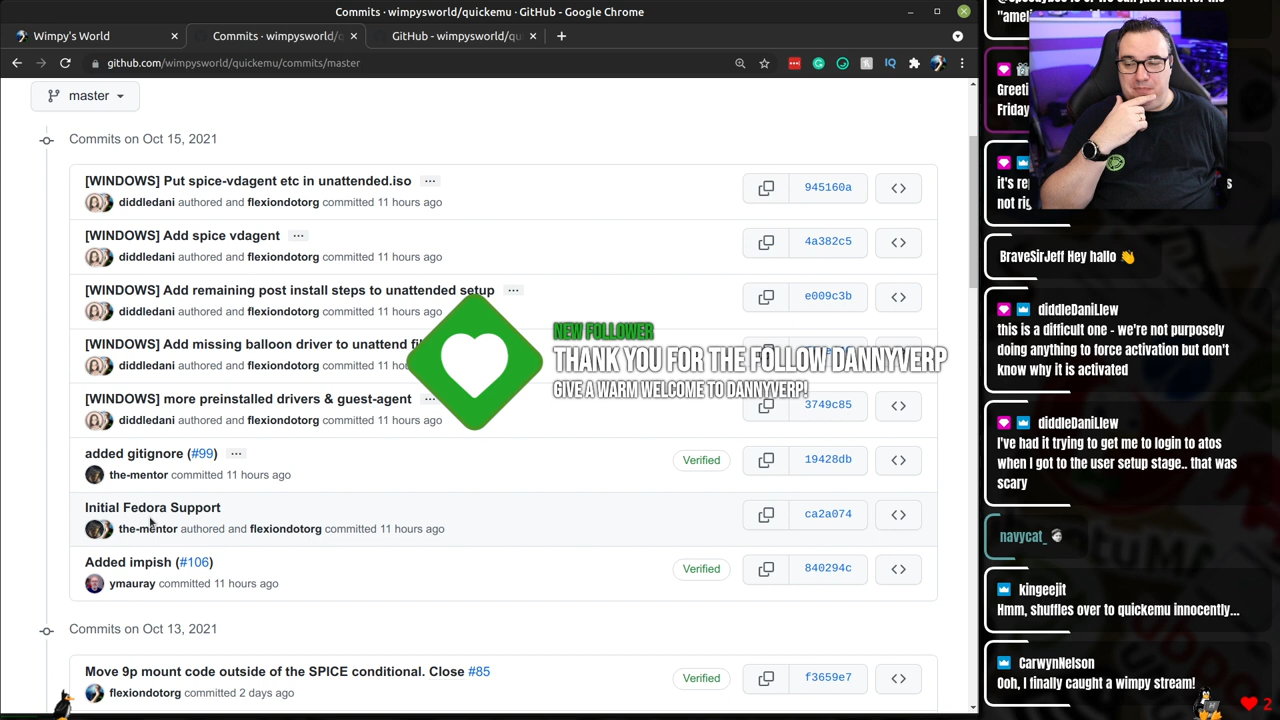 Commits · wimpysworld/quickemu · GitHub - Google Chrome
Wimpy's World
Commits · wimpysworld/q
GitHub - wimpysworld/qu
github.com/wimpysworld/quickemu/commits/master
master
Commits on Oct 15, 2021
[WINDOWS] Put spice-vdagent etc in unattended.iso
diddledani authored and flexiondotorg committed 11 hours ago
945160a
[WINDOWS] Add spice vdagent
diddledani authored and flexiondotorg committed 11 hours ago
4a382c5
[WINDOWS] Add remaining post install steps to unattended setup
diddledani authored and flexiondotorg committed 11 hours ago
e009c3b
[WINDOWS] Add missing balloon driver to unattend
diddledani authored and flexiondotorg committed 11
[WINDOWS] more preinstalled drivers & guest-agent
diddledani authored and flexiondotorg committed 11 hours ago
3749c85
NEW FOLLOWER
THANK YOU FOR THE FOLLOW DANNYVERP
GIVE A WARM WELCOME TO DANNYVERP!
added gitignore (#99)
the-mentor committed 11 hours ago
Verified
19428db
Initial Fedora Support
the-mentor authored and flexiondotorg committed 11 hours ago
ca2a074
Added impish (#106)
ymauray committed 11 hours ago
Verified
840294c
Commits on Oct 13, 2021
Move 9p mount code outside of the SPICE conditional. Close #85
flexiondotorg committed 2 days ago
Verified
f3659e7
"amel
Greeti
Friday
it's re
not rig
BraveSirJeff Hey hallo 👋
diddleDaniLlew
this is a difficult one - we're not purposely
doing anything to force activation but don't
know why it is activated
diddleDaniLlew
I've had it trying to get me to login to atos
when I got to the user setup stage.. that was
scary
navycat_
kingeejit
Hmm, shuffles over to quickemu innocently...
CarwynNelson
Ooh, I finally caught a wimpy stream!
2